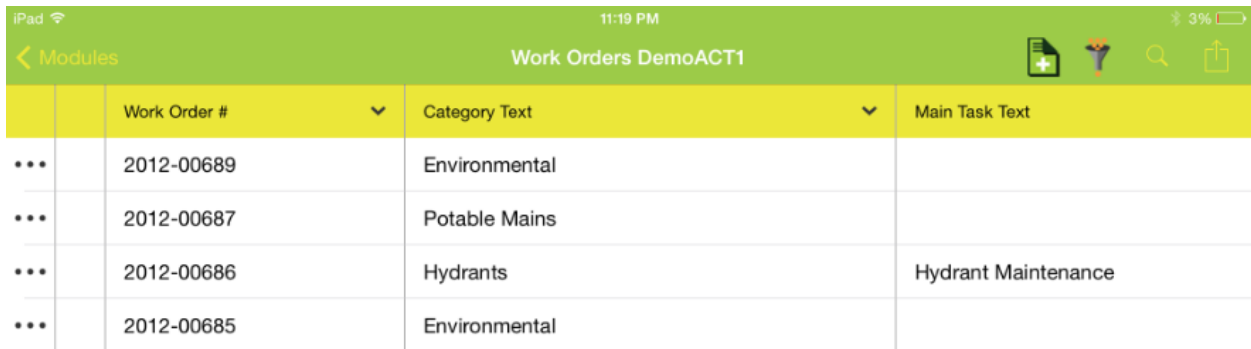 iPad 11:19 PM 3%
Modules Work Orders DemoACT1
Work Order # Category Text Main Task Text
2012-00689 Environmental
2012-00687 Potable Mains
2012-00686 Hydrants Hydrant Maintenance
2012-00685 Environmental